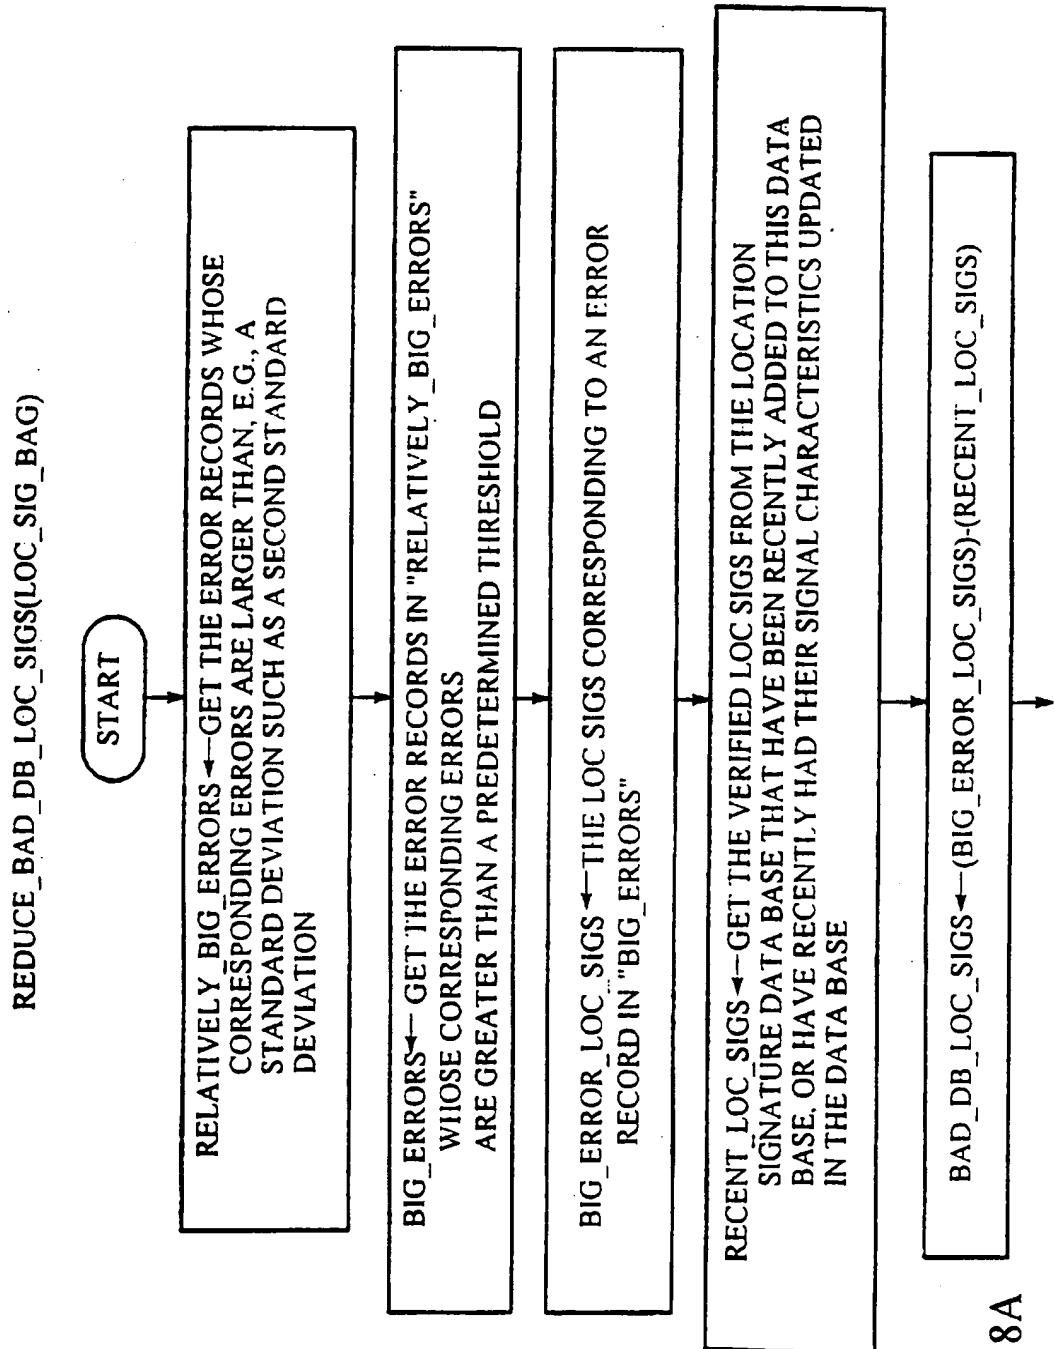 REDUCE_BAD_DB_LOC_SIGS(LOC_SIG_BAG)
START
RELATIVELY_BIG_ERRORS ← GET THE ERROR RECORDS WHOSE
CORRESPONDING ERRORS ARE LARGER THAN, E.G., A
STANDARD DEVIATION SUCH AS A SECOND STANDARD
DEVIATION
BIG_ERRORS ← GET THE ERROR RECORDS IN "RELATIVELY_BIG_ERRORS"
WHOSE CORRESPONDING ERRORS
ARE GREATER THAN A PREDETERMINED THRESHOLD
BIG_ERROR_LOC_SIGS ← THE LOC SIGS CORRESPONDING TO AN ERROR
RECORD IN "BIG_ERRORS"
RECENT_LOC_SIGS ← GET THE VERIFIED LOC SIGS FROM THE LOCATION
SIGNATURE DATA BASE THAT HAVE BEEN RECENTLY ADDED TO THIS DATA
BASE, OR HAVE RECENTLY HAD THEIR SIGNAL CHARACTERISTICS UPDATED
IN THE DATA BASE
BAD_DB_LOC_SIGS ← (BIG_ERROR_LOC_SIGS)-(RECENT_LOC_SIGS)
8A